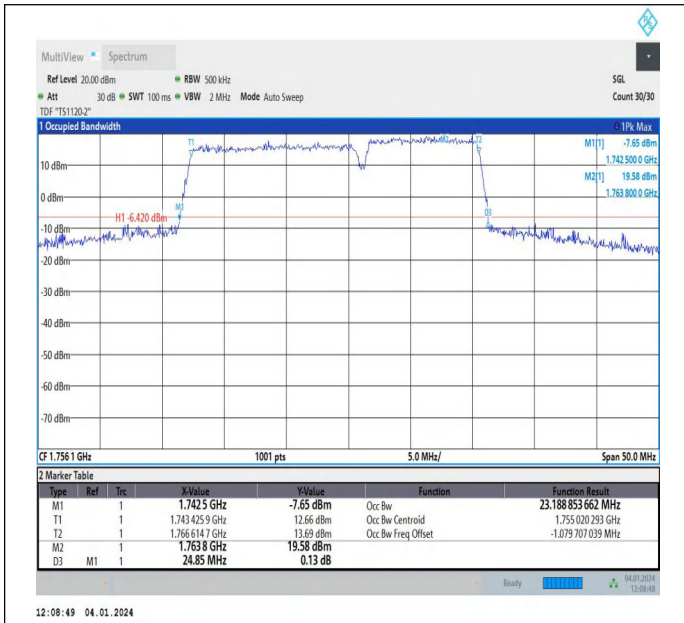 R S
MultiView Spectrum
Ref Level 20.00 dBm RBW 500 kHz SGL
Att 30 dB SWT 100 ms VBW 2 MHz Mode Auto Sweep Count 30/30
TDF "TS1120-2"
1 Occupied Bandwidth 1Pk Max
M1[1] -7.65 dBm
1.742 500 0 GHz
M2[1] 19.58 dBm
1.763 800 0 GHz
T1
M2
T2
10 dBm
0 dBm
M1
H1 -6.420 dBm
D3
-10 dBm
-20 dBm
-30 dBm
-40 dBm
-50 dBm
-60 dBm
-70 dBm
CF 1.756 1 GHz 1001 pts 5.0 MHz/ Span 50.0 MHz
2 Marker Table
Type Ref Trc X-Value Y-Value Function Function Result
M1 1 1.742 5 GHz -7.65 dBm Occ Bw 23.188 853 662 MHz
T1 1 1.743 425 9 GHz 12.66 dBm Occ Bw Centroid 1.755 020 293 GHz
T2 1 1.766 614 7 GHz 13.69 dBm Occ Bw Freq Offset -1.079 707 039 MHz
M2 1 1.763 8 GHz 19.58 dBm
D3 M1 1 24.85 MHz 0.13 dB
Ready 04.01.2024
12:08:48
12:08:49 04.01.2024